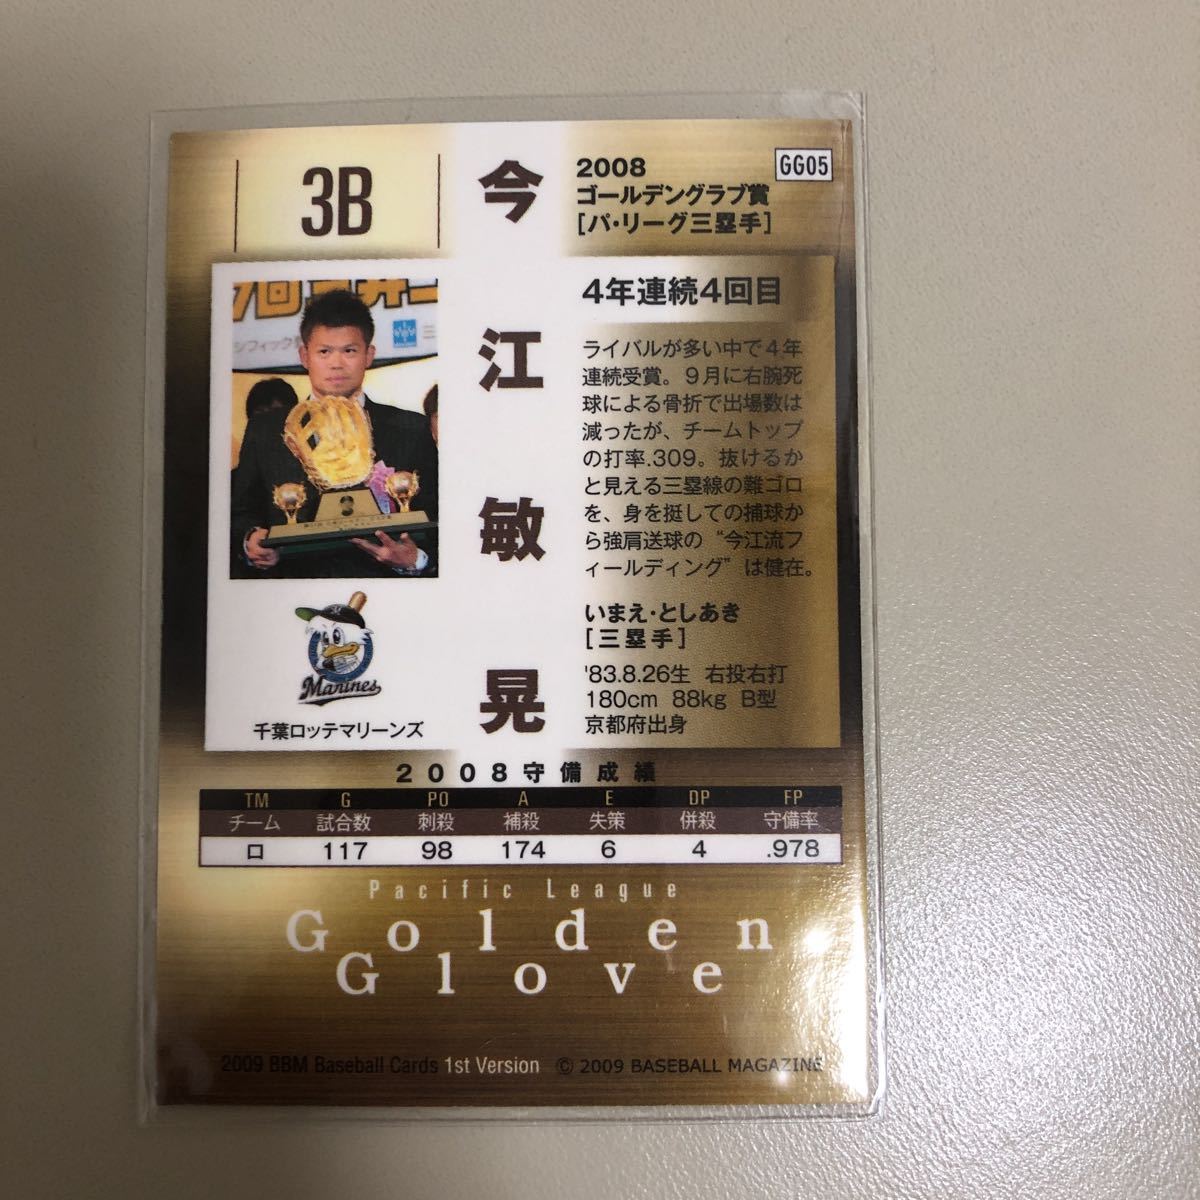 3B
今江敏晃
2008
ゴールデングラブ賞
[パ・リーグ三塁手]
GG05
4年連続4回目
ライバルが多い中で4年
連続受賞。9月に右腕死
球による骨折で出場数は
減ったが、チームトップ
の打率.309。抜けるか
と見える三塁線の難ゴロ
を、身を挺しての捕球か
ら強肩送球の“今江流フ
ィールディング”は健在。
いまえ・としあき
[三塁手]
'83.8.26生 右投右打
180cm 88kg B型
京都府出身
Marines
千葉ロッテマリーンズ
2008守備成績
TM G PO A E DP FP
チーム 試合数 刺殺 補殺 失策 併殺 守備率
ロ 117 98 174 6 4 .978
Pacific League
Golden
Glove
2009 BBM Baseball Cards 1st Version © 2009 BASEBALL MAGAZINE